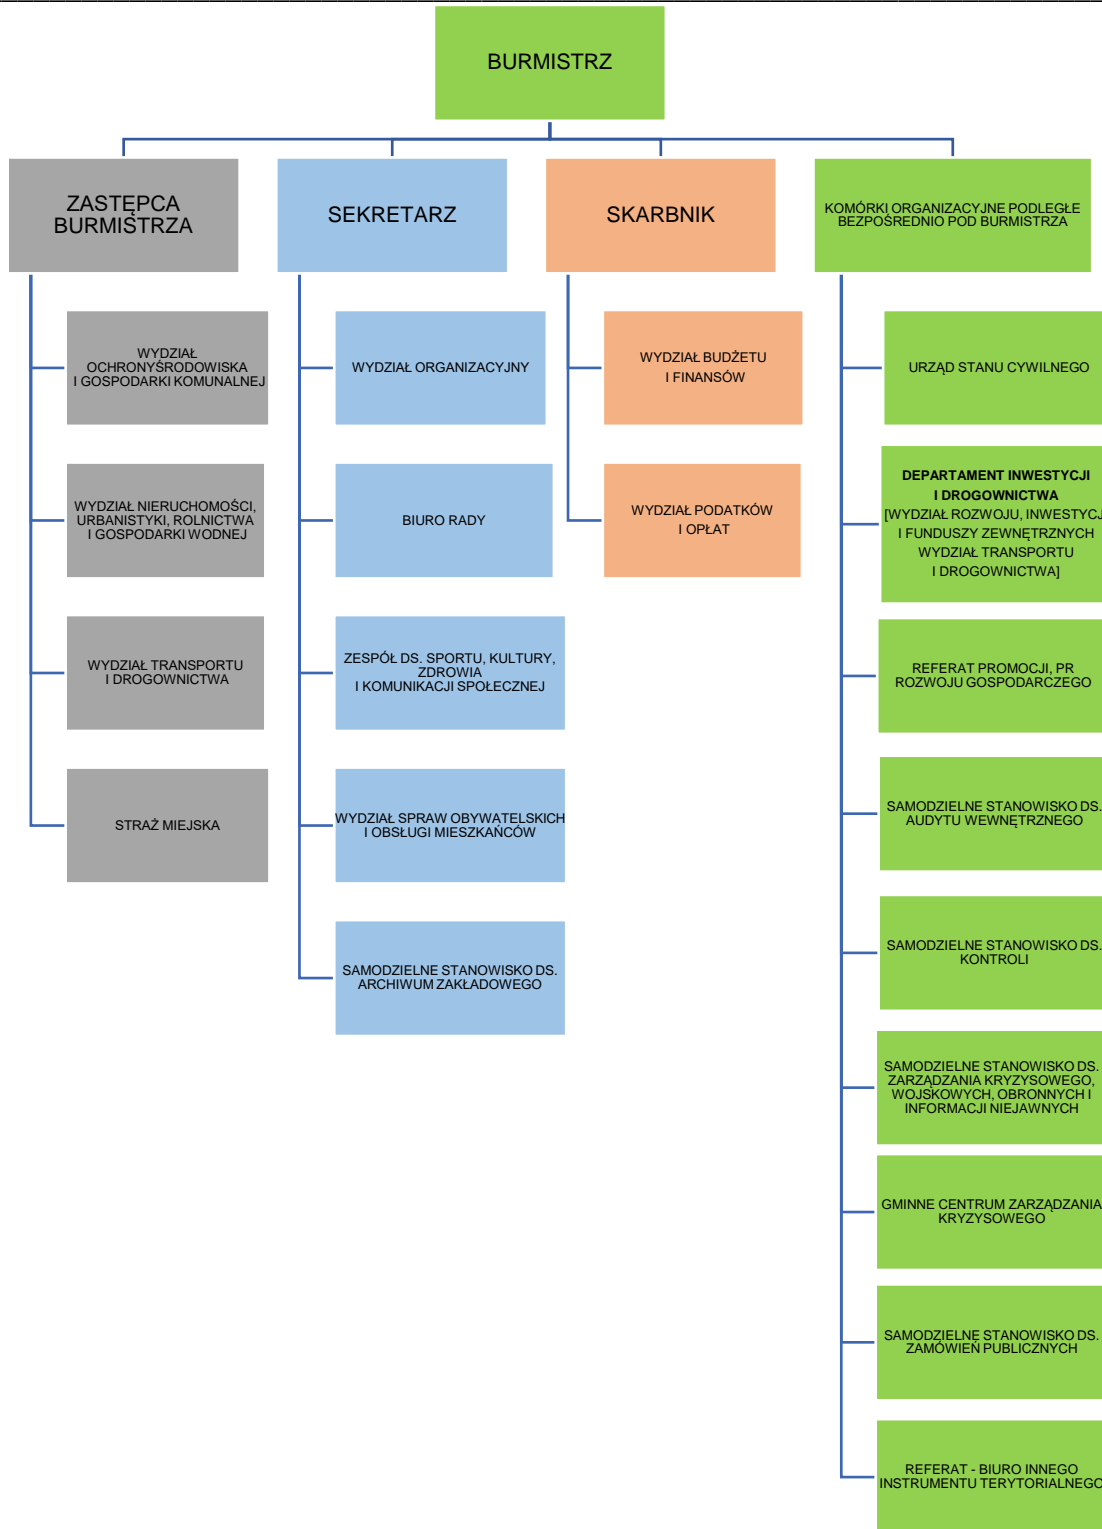 BURMISTRZ
ZASTĘPCA
BURMISTRZA
SEKRETARZ
SKARBNIK
KOMÓRKI ORGANIZACYJNE PODLEGŁE
BEZPOŚREDNIO POD BURMISTRZA
WYDZIAŁ
OCHRONYŚRODOWISKA
I GOSPODARKI KOMUNALNEJ
WYDZIAŁ NIERUCHOMOŚCI,
URBANISTYKI, ROLNICTWA
I GOSPODARKI WODNEJ
WYDZIAŁ TRANSPORTU
I DROGOWNICTWA
STRAŻ MIEJSKA
WYDZIAŁ ORGANIZACYJNY
BIURO RADY
ZESPÓŁ DS. SPORTU, KULTURY,
ZDROWIA
I KOMUNIKACJI SPOŁECZNEJ
WYDZIAŁ SPRAW OBYWATELSKICH
I OBSŁUGI MIESZKAŃCÓW
SAMODZIELNE STANOWISKO DS.
ARCHIWUM ZAKŁADOWEGO
WYDZIAŁ BUDŻETU
I FINANSÓW
WYDZIAŁ PODATKÓW
I OPŁAT
URZĄD STANU CYWILNEGO
DEPARTAMENT INWESTYCJI
I DROGOWNICTWA
[WYDZIAŁ ROZWOJU, INWESTYCJ
I FUNDUSZY ZEWNĘTRZNYCH
WYDZIAŁ TRANSPORTU
I DROGOWNICTWA]
REFERAT PROMOCJI, PR
ROZWOJU GOSPODARCZEGO
SAMODZIELNE STANOWISKO DS.
AUDYTU WEWNĘTRZNEGO
SAMODZIELNE STANOWISKO DS.
KONTROLI
SAMODZIELNE STANOWISKO DS.
ZARZĄDZANIA KRYZYSOWEGO,
WOJSKOWYCH, OBRONNYCH I
INFORMACJI NIEJAWNYCH
GMINNE CENTRUM ZARZĄDZANIA
KRYZYSOWEGO
SAMODZIELNE STANOWISKO DS.
ZAMÓWIEŃ PUBLICZNYCH
REFERAT - BIURO INNEGO
INSTRUMENTU TERYTORIALNEGO